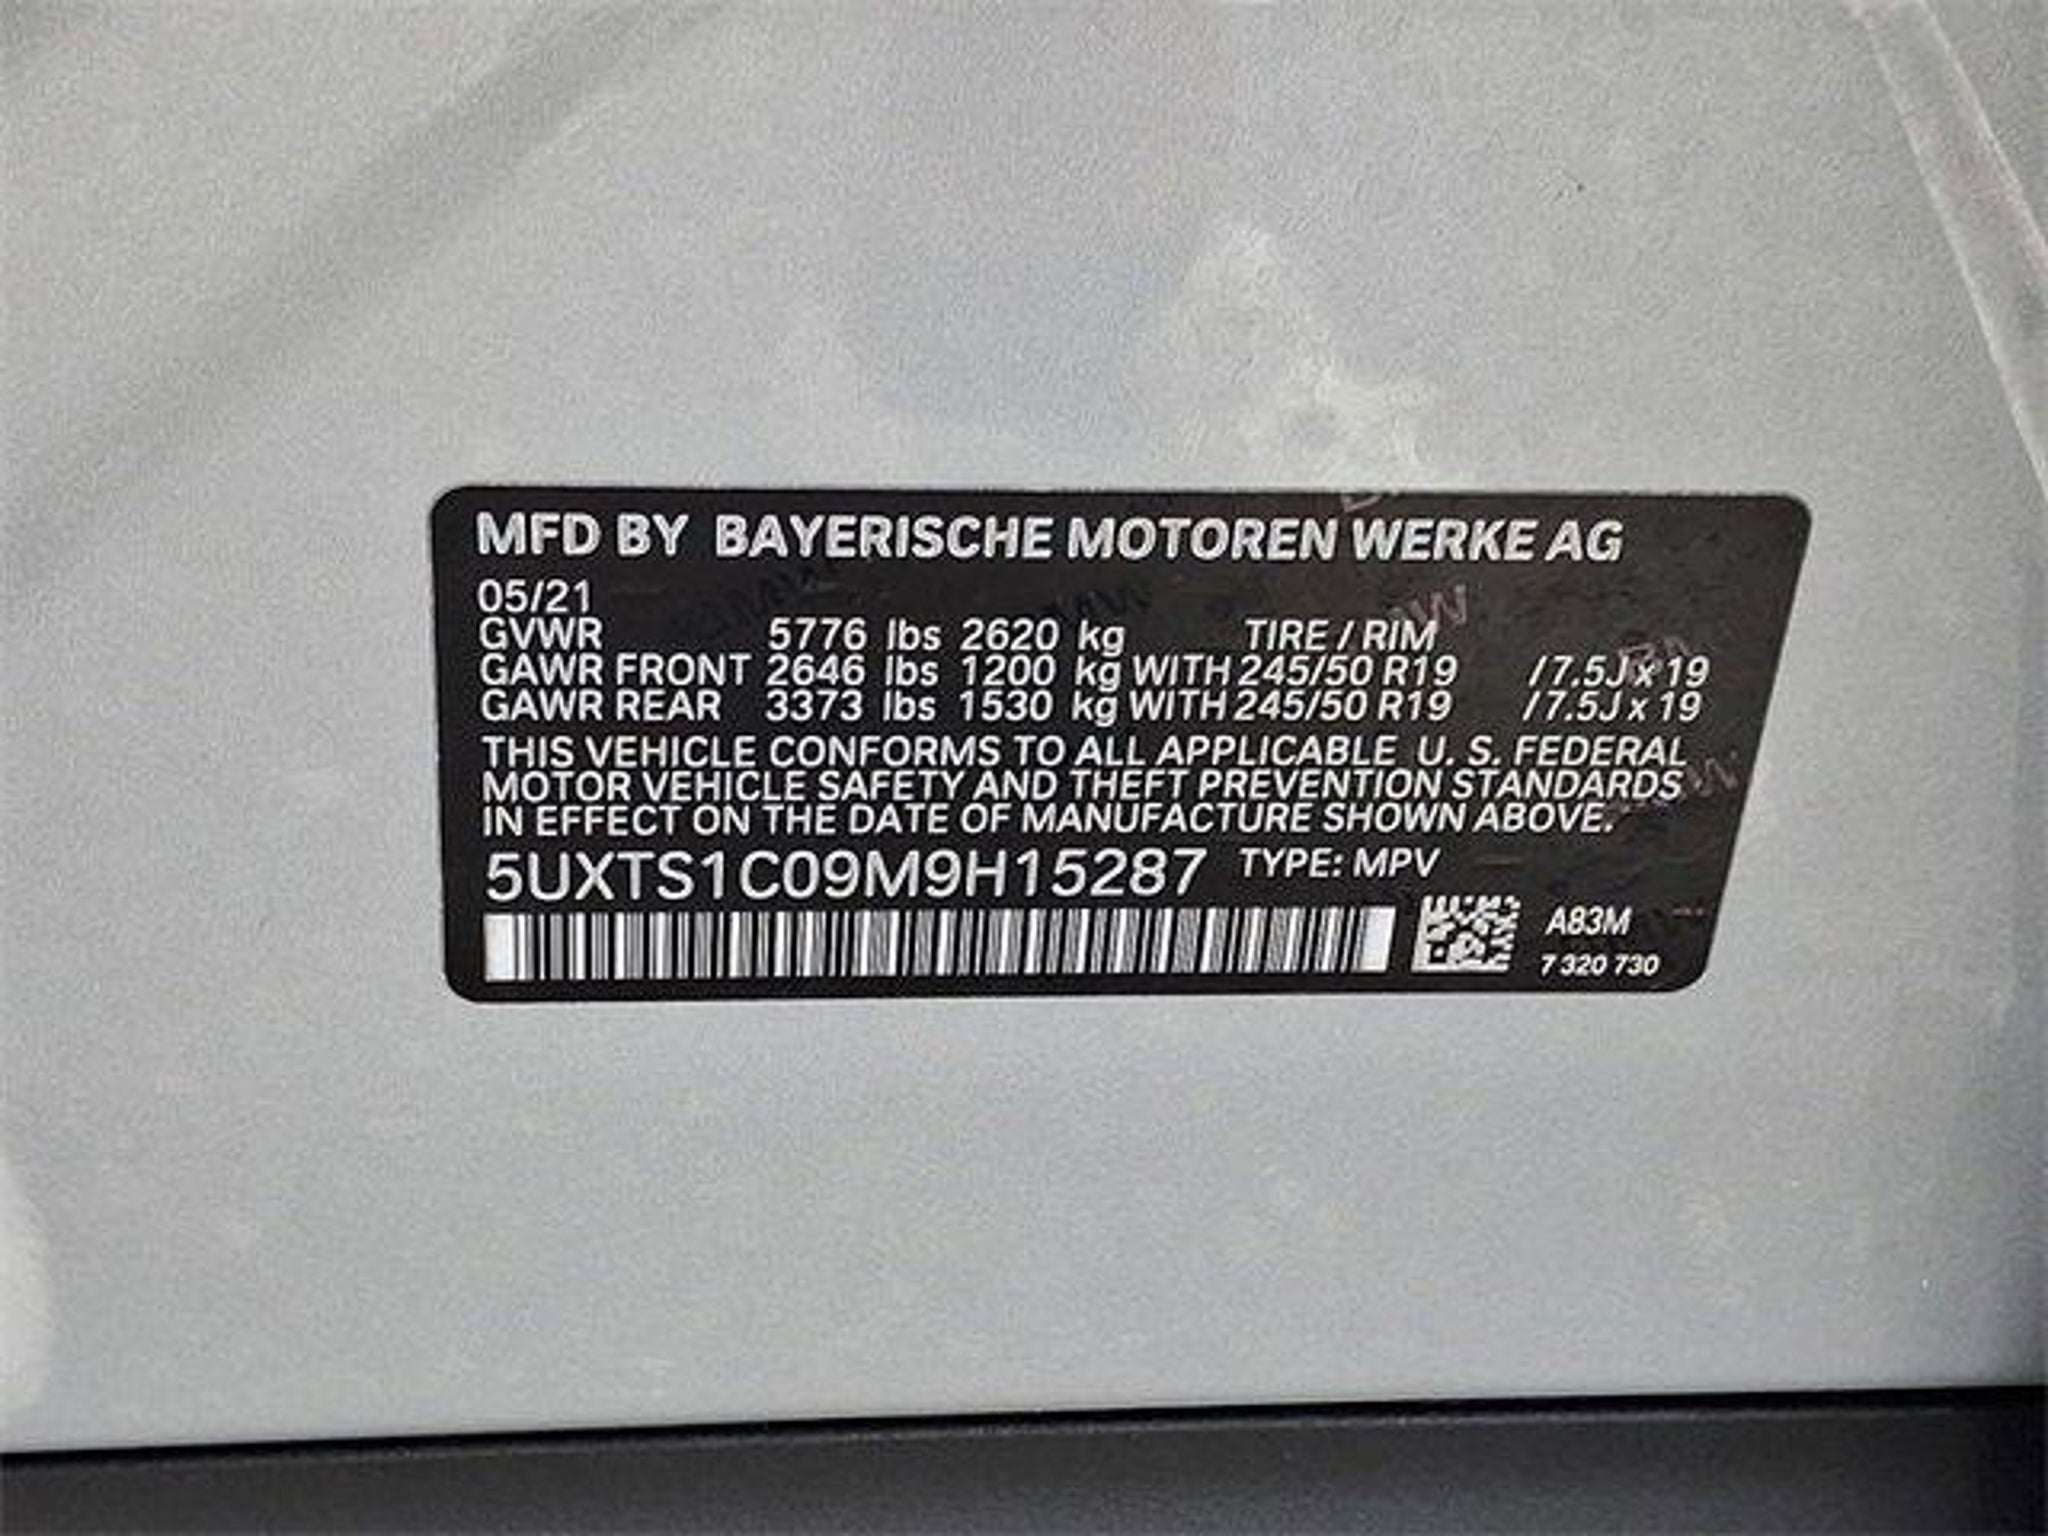 MFD BY BAYERISCHE MOTOREN WERKE AG
05/21
GVWR 5776 lbs 2620 kg TIRE / RIM
GAWR FRONT 2646 lbs 1200 kg WITH 245/50 R19 / 7.5J x 19
GAWR REAR 3373 lbs 1530 kg WITH 245/50 R19 / 7.5J x 19
THIS VEHICLE CONFORMS TO ALL APPLICABLE U. S. FEDERAL
MOTOR VEHICLE SAFETY AND THEFT PREVENTION STANDARDS
IN EFFECT ON THE DATE OF MANUFACTURE SHOWN ABOVE.
5UXTS1C09M9H15287 TYPE: MPV
A83M
7 320 730